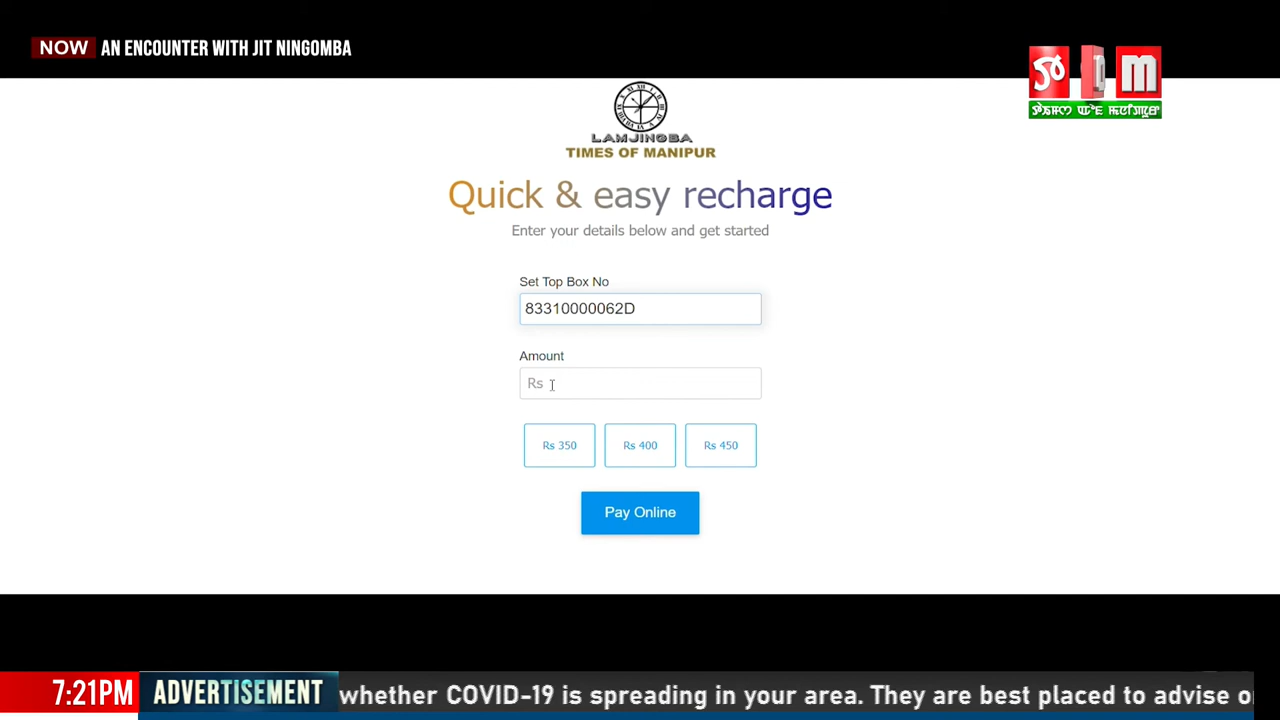 NOW AN ENCOUNTER WITH JIT NINGOMBA
LAMJINGBA
TIMES OF MANIPUR
Quick & easy recharge
Enter your details below and get started
Set Top Box No
83310000062D
Amount
Rs
Rs 350 Rs 400 Rs 450
Pay Online
7:21PM ADVERTISEMENT whether COVID-19 is spreading in your area. They are best placed to advise o